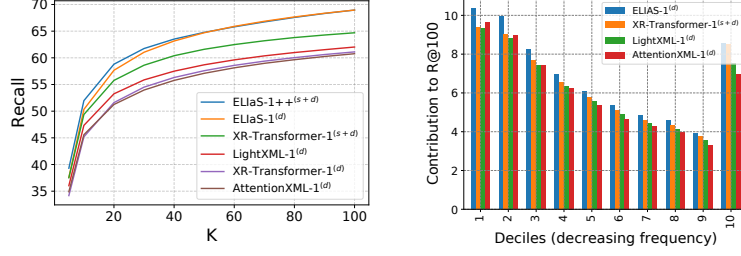 70
65
60
55
50
45
40
35
Recall
20
40
60
80
100
K
ELIaS-1++(s+d)
ELIaS-1(d)
XR-Transformer-1(s+d)
LightXML-1(d)
XR-Transformer-1(d)
AttentionXML-1(d)
10
8
6
4
2
0
Contribution to R@100
1
2
3
4
5
6
7
8
9
10
Deciles (decreasing frequency)
ELIAS-1(d)
XR-Transformer-1(s+d)
LightXML-1(d)
AttentionXML-1(d)